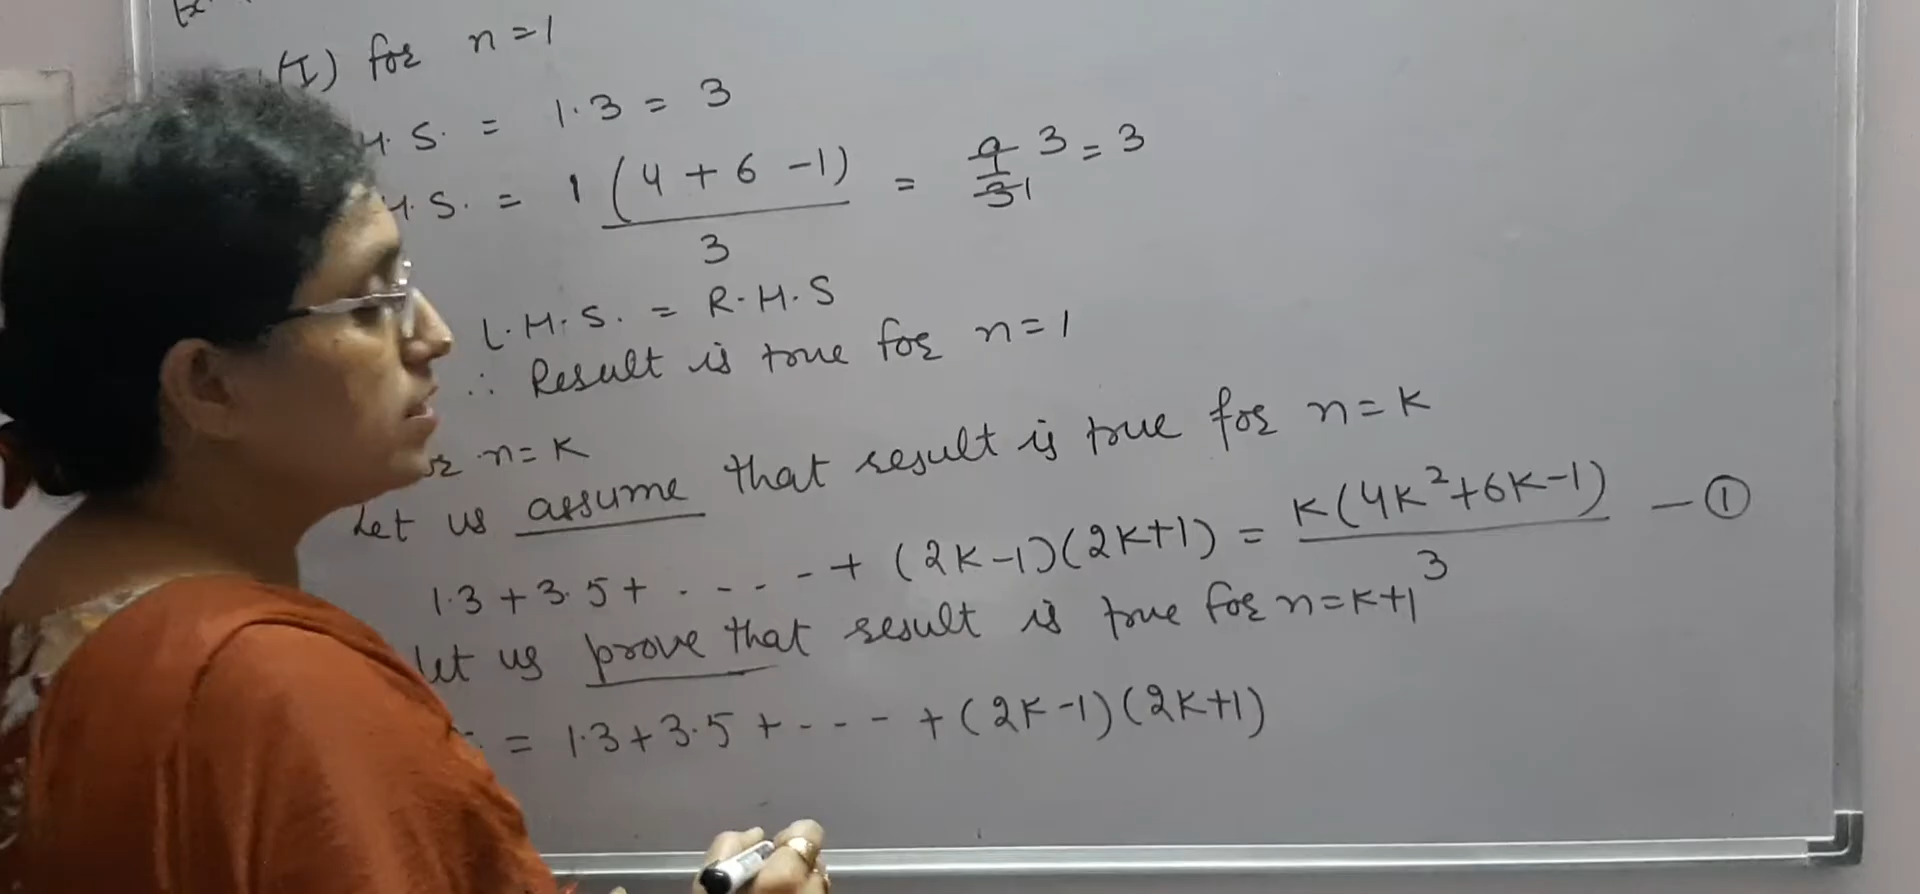 (I) for n=1
H.S. = 1·3 = 3
H.S. = 1(4+6-1)/3 = 9/3 3/1 = 3
L.H.S. = R.H.S
∴ Result is true for n=1
n=K
Let us assume that result is true for n=K
1·3+3·5+ . - - - + (2K-1)(2K+1) = K(4K²+6K-1)/3 — ①
Let us prove that result is true for n=K+1
= 1·3+3·5+ - - - + (2K-1)(2K+1)